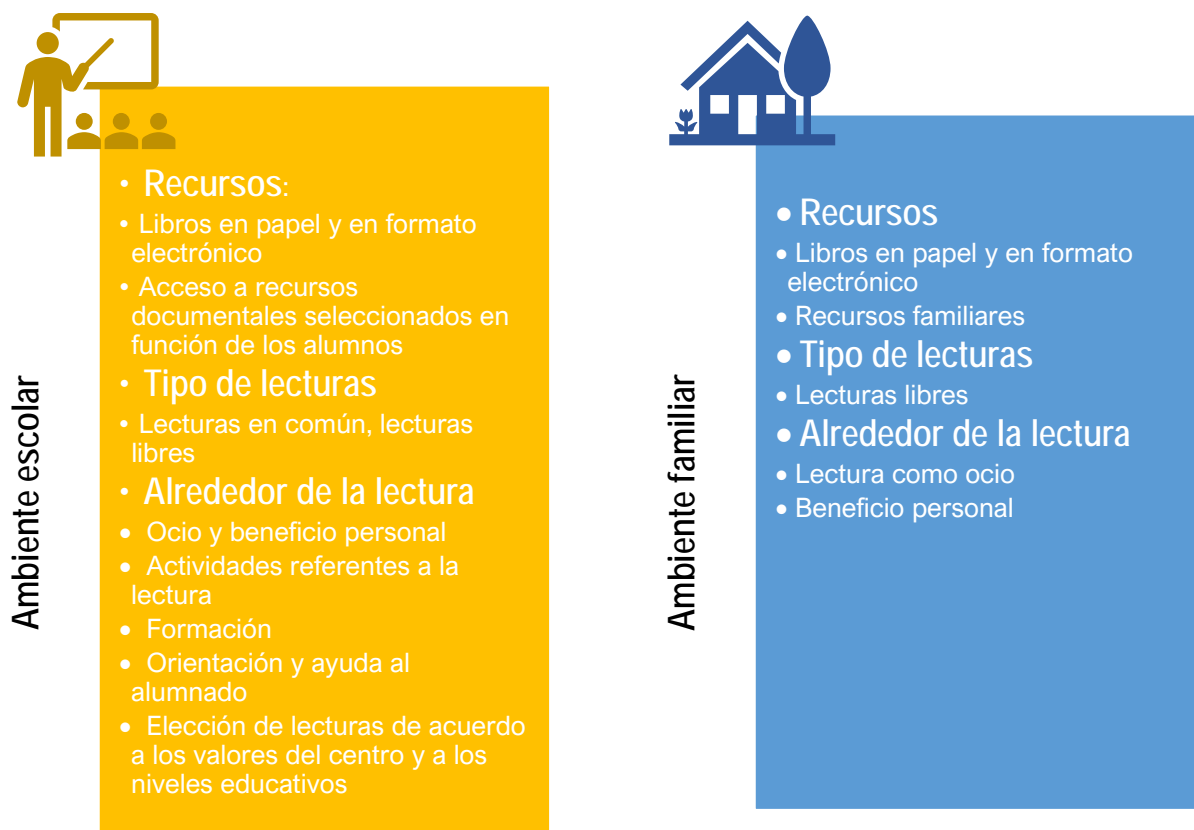 Ambiente escolar
• Recursos:
• Libros en papel y en formato
electrónico
• Acceso a recursos
documentales seleccionados en
función de los alumnos
• Tipo de lecturas
• Lecturas en común, lecturas
libres
• Alrededor de la lectura
• Ocio y beneficio personal
• Actividades referentes a la
lectura
• Formación
• Orientación y ayuda al
alumnado
• Elección de lecturas de acuerdo
a los valores del centro y a los
niveles educativos
Ambiente familiar
• Recursos
• Libros en papel y en formato
electrónico
• Recursos familiares
• Tipo de lecturas
• Lecturas libres
• Alrededor de la lectura
• Lectura como ocio
• Beneficio personal